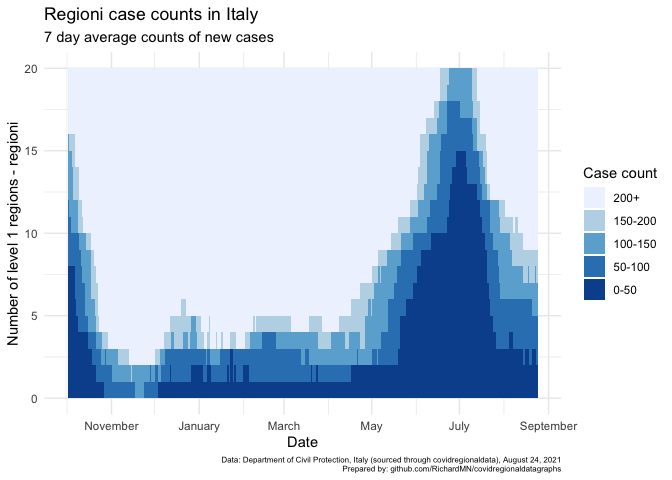 Regioni case counts in Italy
7 day average counts of new cases
Number of level 1 regions - regioni
20
15
10
5
0
November
January
March
May
July
September
Date
Case count
200+
150-200
100-150
50-100
0-50
Data: Department of Civil Protection, Italy (sourced through covidregionaldata), August 24, 2021
Prepared by: github.com/RichardMN/covidregionaldatagraphs